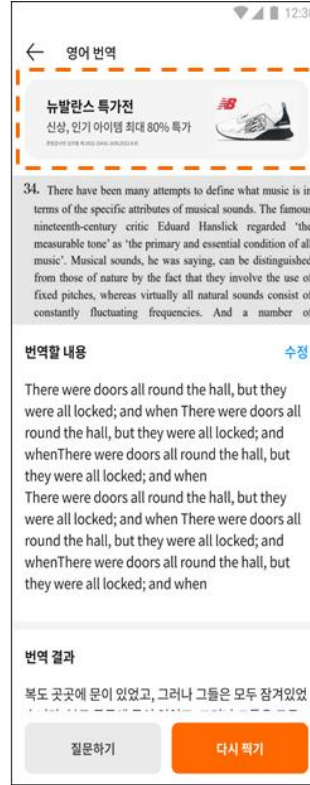 12:30
영어 번역
뉴발란스 특가전
신상, 인기 아이템 최대 80% 특가
NB
34. There have been many attempts to define what music is in
terms of the specific attributes of musical sounds. The famous
nineteenth-century critic Eduard Hanslick regarded ‘the
measurable tone’ as ‘the primary and essential condition of all
music’. Musical sounds, he was saying, can be distinguished
from those of nature by the fact that they involve the use of
fixed pitches, whereas virtually all natural sounds consist of
constantly fluctuating frequencies. And a number of
번역할 내용
수정
There were doors all round the hall, but they
were all locked; and when There were doors all
round the hall, but they were all locked; and
whenThere were doors all round the hall, but
they were all locked; and when
There were doors all round the hall, but they
were all locked; and when There were doors all
round the hall, but they were all locked; and
whenThere were doors all round the hall, but
they were all locked; and when
번역 결과
복도 곳곳에 문이 있었고, 그러나 그들은 모두 잠겨있었
질문하기
다시 찍기